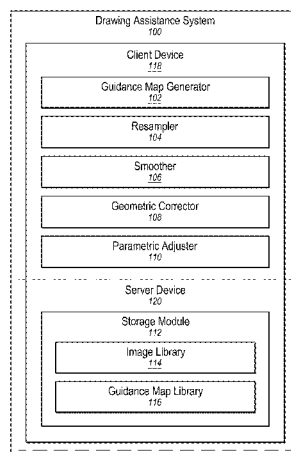 Drawing Assistance System
100
Client Device
118
Guidance Map Generator
102
Resampler
104
Smoother
106
Geometric Corrector
108
Parametric Adjuster
110
Server Device
120
Storage Module
112
Image Library
114
Guidance Map Library
116